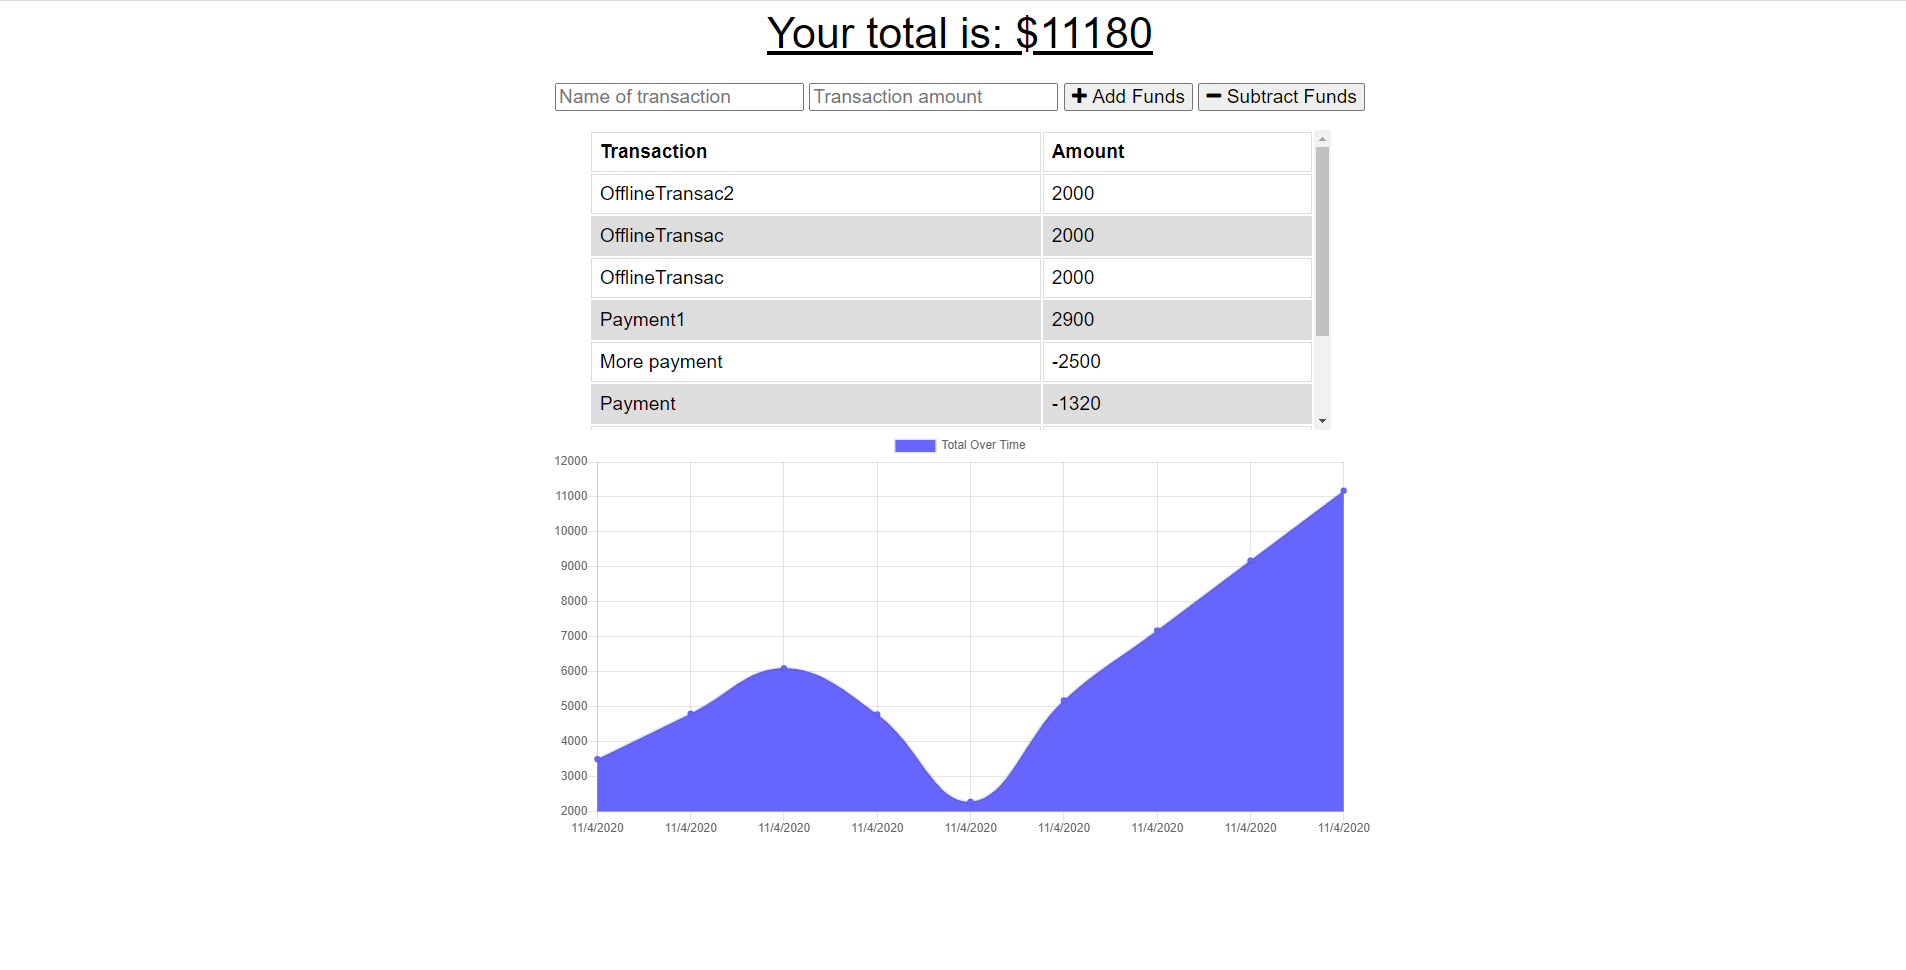 Your total is: $11180
Name of transaction Transaction amount Add Funds Subtract Funds
Transaction Amount
OfflineTransac2 2000
OfflineTransac 2000
OfflineTransac 2000
Payment1 2900
More payment -2500
Payment -1320
Total Over Time
12000
11000
10000
9000
8000
7000
6000
5000
4000
3000
2000
11/4/2020 11/4/2020 11/4/2020 11/4/2020 11/4/2020 11/4/2020 11/4/2020 11/4/2020 11/4/2020